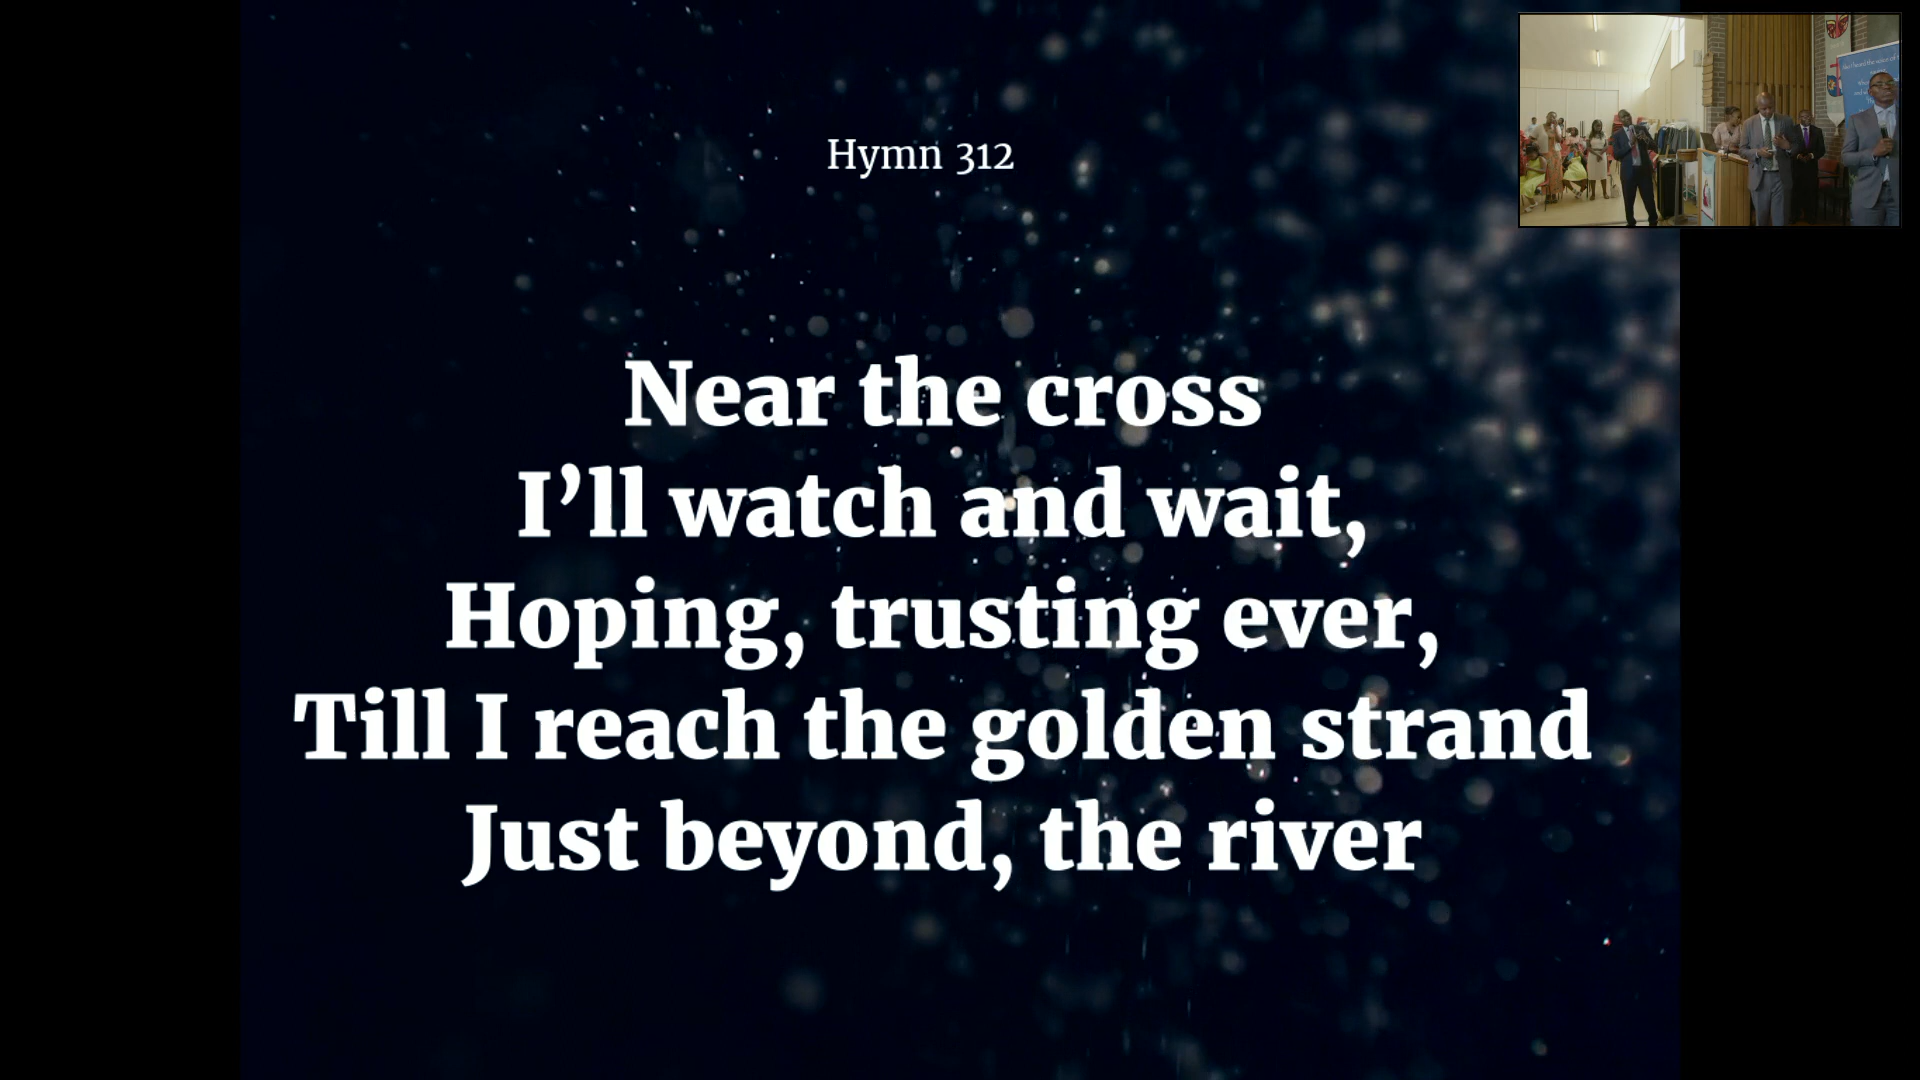 Hymn 312
Near the cross
I’ll watch and wait,
Hoping, trusting ever,
Till I reach the golden strand
Just beyond, the river